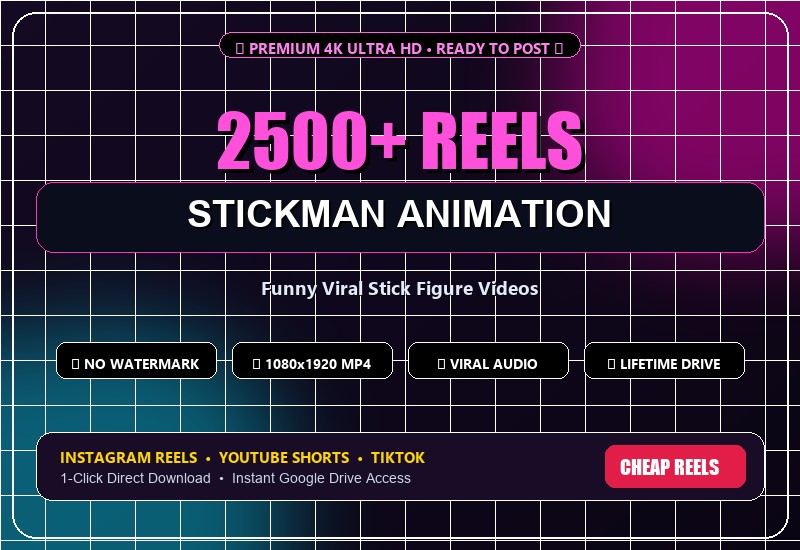 PREMIUM 4K ULTRA HD • READY TO POST
2500+ REELS
STICKMAN ANIMATION
Funny Viral Stick Figure Videos
NO WATERMARK
1080x1920 MP4
VIRAL AUDIO
LIFETIME DRIVE
INSTAGRAM REELS • YOUTUBE SHORTS • TIKTOK
1-Click Direct Download • Instant Google Drive Access
CHEAP REELS